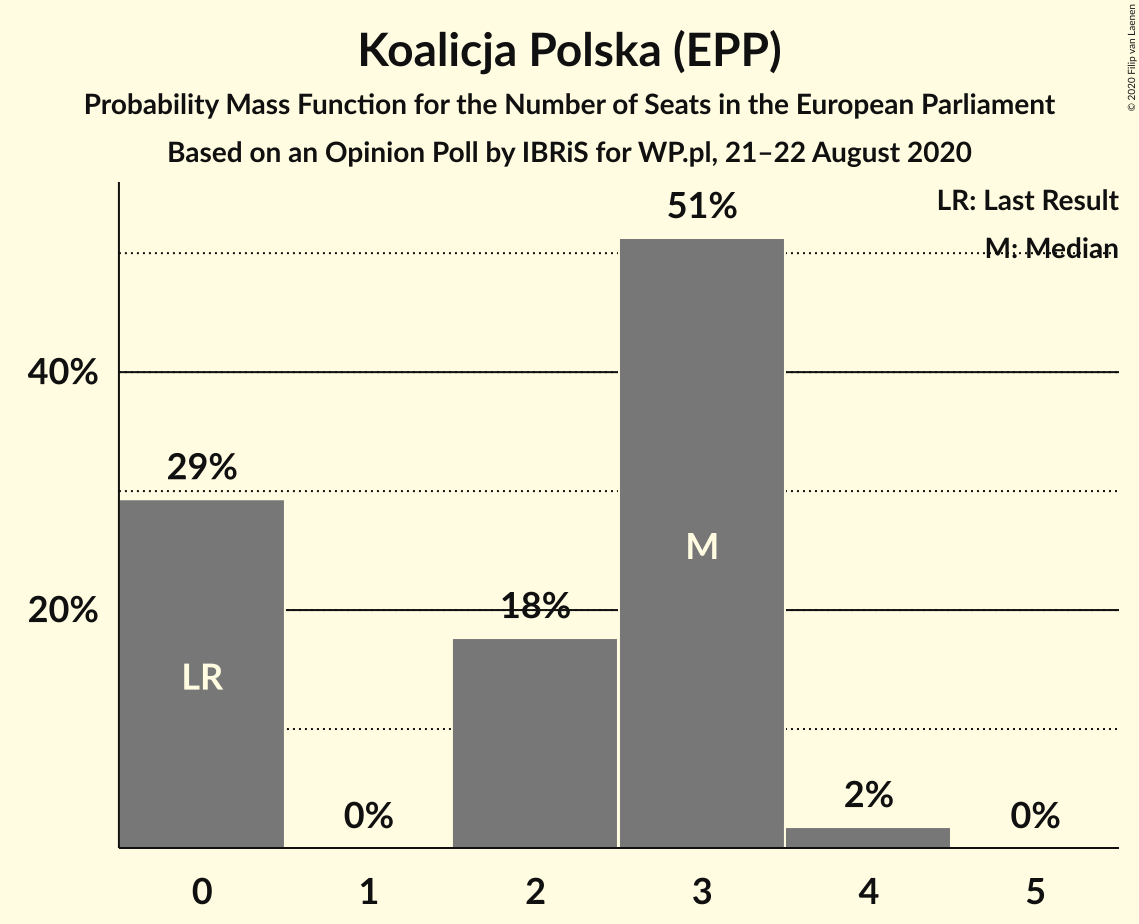 Koalicja Polska (EPP)
Probability Mass Function for the Number of Seats in the European Parliament
Based on an Opinion Poll by IBRiS for WP.pl, 21–22 August 2020
© 2020 Filip van Laenen
LR: Last Result
M: Median
51%
40%
29%
M
20%
18%
LR
0%
2%
0%
0 1 2 3 4 5